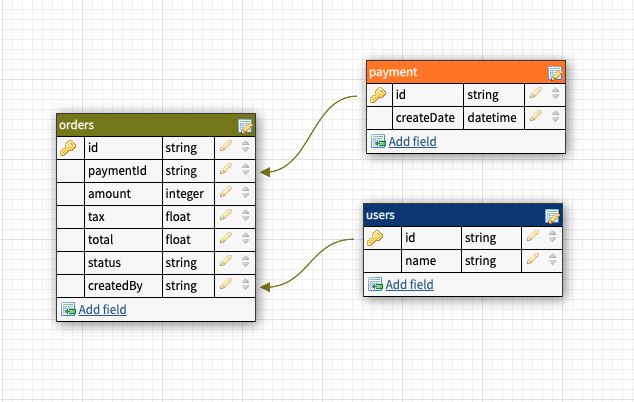 orders
id string
paymentId string
amount integer
tax float
total float
status string
createdBy string
Add field
payment
id string
createDate datetime
Add field
users
id string
name string
Add field